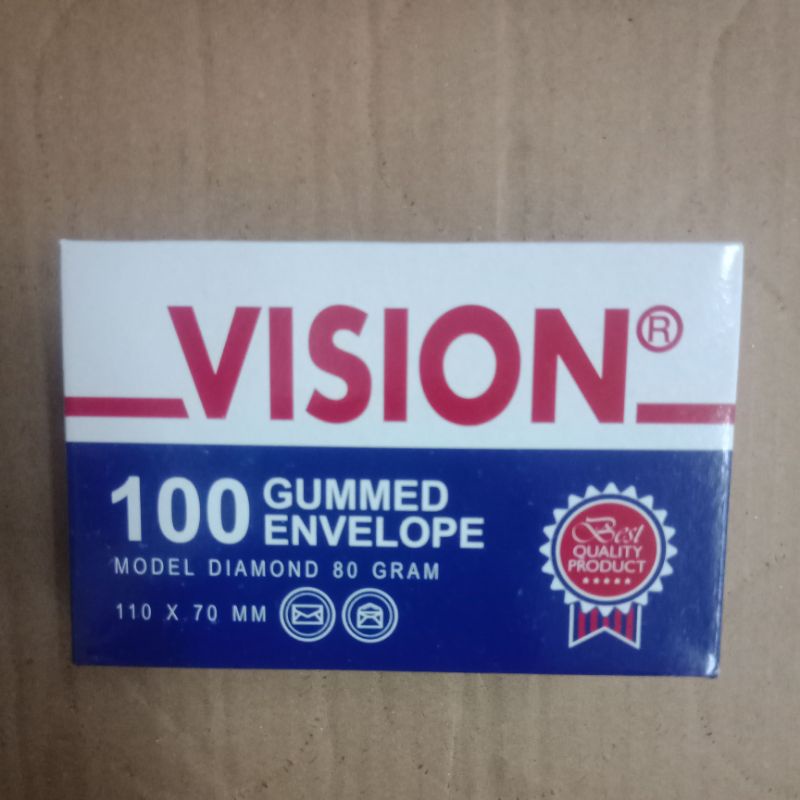 VISION®
100 GUMMED
ENVELOPE
MODEL DIAMOND 80 GRAM
110 X 70 MM
Best
QUALITY
PRODUCT